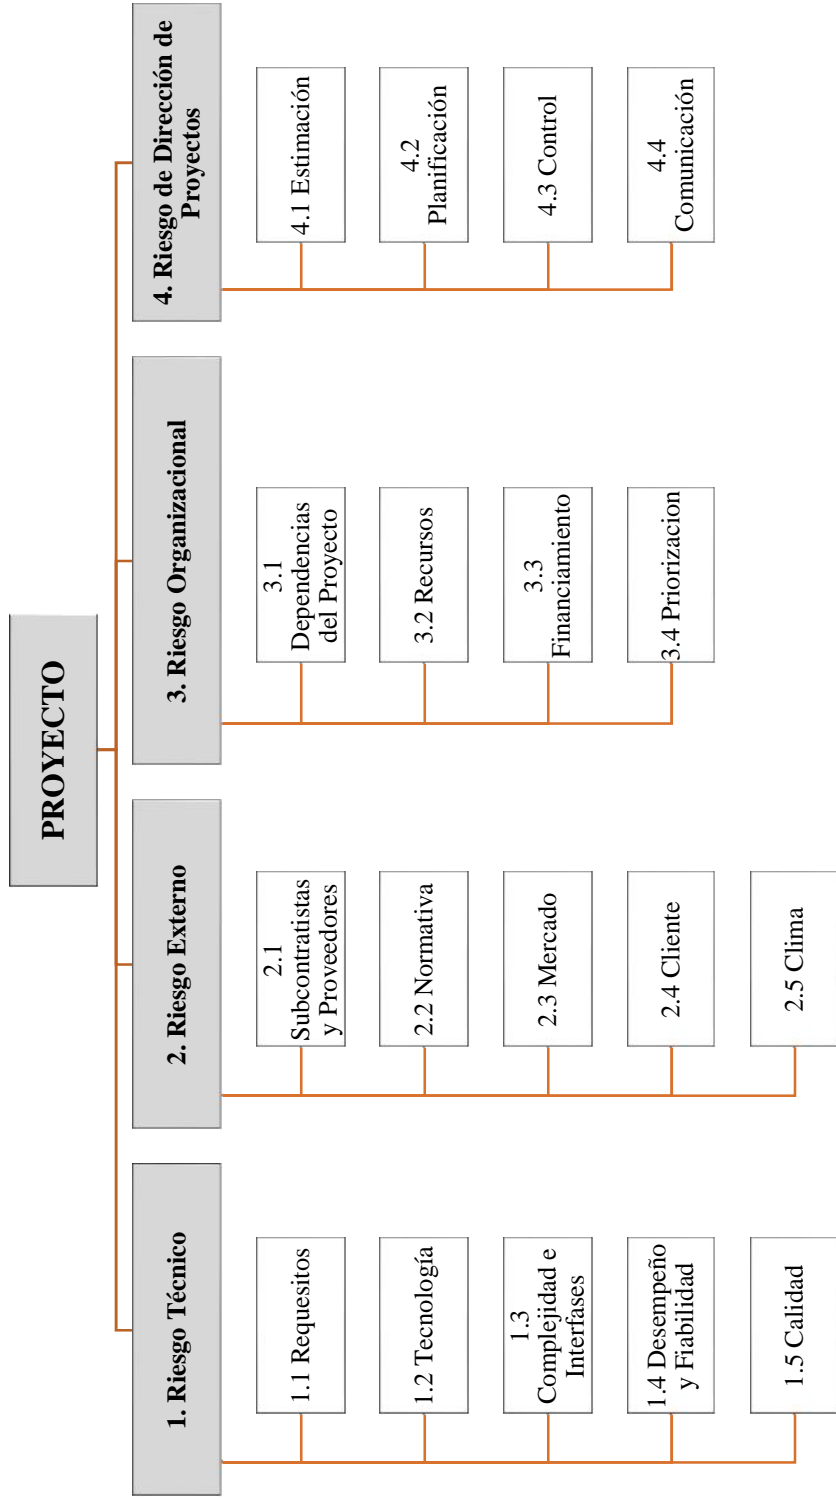 PROYECTO
1. Riesgo Técnico
1.1 Requesitos
1.2 Tecnología
1.3
Complejidad e
Interfases
1.4 Desempeño
y Fiabilidad
1.5 Calidad
2. Riesgo Externo
2.1
Subcontratistas
y Proveedores
2.2 Normativa
2.3 Mercado
2.4 Cliente
2.5 Clima
3. Riesgo Organizacional
3.1
Dependencias
del Proyecto
3.2 Recursos
3.3
Financiamiento
3.4 Priorizacion
4. Riesgo de Dirección de
Proyectos
4.1 Estimación
4.2
Planificación
4.3 Control
4.4
Comunicación